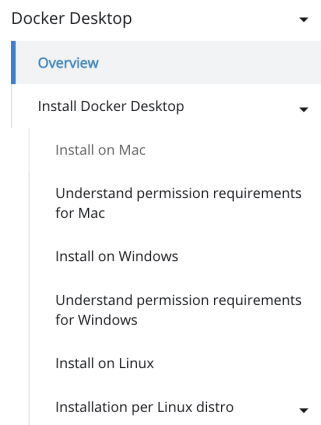 Docker Desktop
Overview
Install Docker Desktop
Install on Mac
Understand permission requirements
for Mac
Install on Windows
Understand permission requirements
for Windows
Install on Linux
Installation per Linux distro